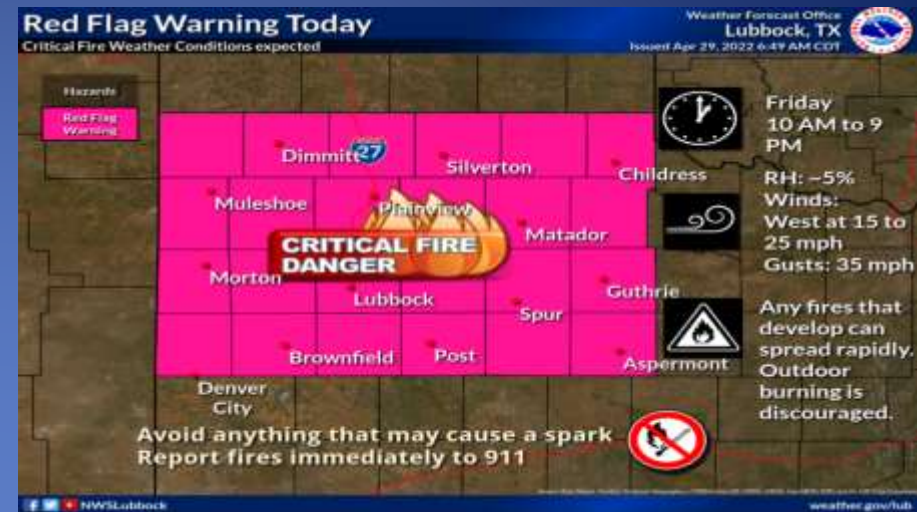 Red Flag Warning Today
Critical Fire Weather Conditions expected
Weather Forecast Office
Lubbock, TX
Issued Apr 29, 2022 6:49 AM CDT
Hazards
Red Flag
Warning
27
Dimmitt
Silverton
Childress
Muleshoe
Plainview
Matador
CRITICAL FIRE
DANGER
Morton
Lubbock
Guthrie
Spur
Brownfield
Post
Aspermont
Denver
City
Friday
10 AM to 9
PM
RH: ~5%
Winds:
West at 15 to
25 mph
Gusts: 35 mph
Any fires that
develop can
spread rapidly.
Outdoor
burning is
discouraged.
Avoid anything that may cause a spark
Report fires immediately to 911
NWSLubbock
weather.gov/lub